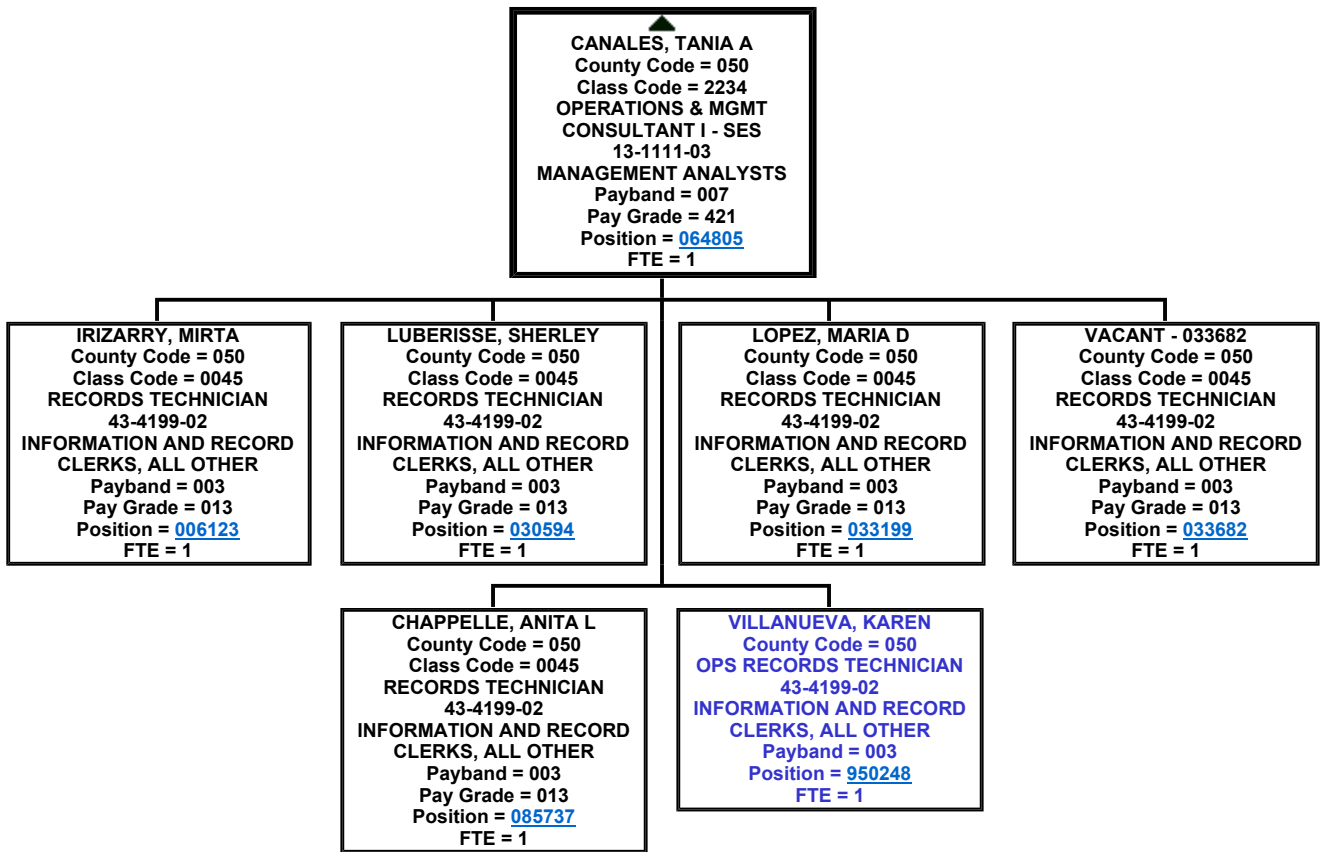 CANALES, TANIA A
County Code = 050
Class Code = 2234
OPERATIONS & MGMT
CONSULTANT I - SES
13-1111-03
MANAGEMENT ANALYSTS
Payband = 007
Pay Grade = 421
Position = 064805
FTE = 1
IRIZARRY, MIRTA
County Code = 050
Class Code = 0045
RECORDS TECHNICIAN
43-4199-02
INFORMATION AND RECORD
CLERKS, ALL OTHER
Payband = 003
Pay Grade = 013
Position = 006123
FTE = 1
LUBERISSE, SHERLEY
County Code = 050
Class Code = 0045
RECORDS TECHNICIAN
43-4199-02
INFORMATION AND RECORD
CLERKS, ALL OTHER
Payband = 003
Pay Grade = 013
Position = 030594
FTE = 1
LOPEZ, MARIA D
County Code = 050
Class Code = 0045
RECORDS TECHNICIAN
43-4199-02
INFORMATION AND RECORD
CLERKS, ALL OTHER
Payband = 003
Pay Grade = 013
Position = 033199
FTE = 1
VACANT - 033682
County Code = 050
Class Code = 0045
RECORDS TECHNICIAN
43-4199-02
INFORMATION AND RECORD
CLERKS, ALL OTHER
Payband = 003
Pay Grade = 013
Position = 033682
FTE = 1
CHAPPELLE, ANITA L
County Code = 050
Class Code = 0045
RECORDS TECHNICIAN
43-4199-02
INFORMATION AND RECORD
CLERKS, ALL OTHER
Payband = 003
Pay Grade = 013
Position = 085737
FTE = 1
VILLANUEVA, KAREN
County Code = 050
OPS RECORDS TECHNICIAN
43-4199-02
INFORMATION AND RECORD
CLERKS, ALL OTHER
Payband = 003
Position = 950248
FTE = 1